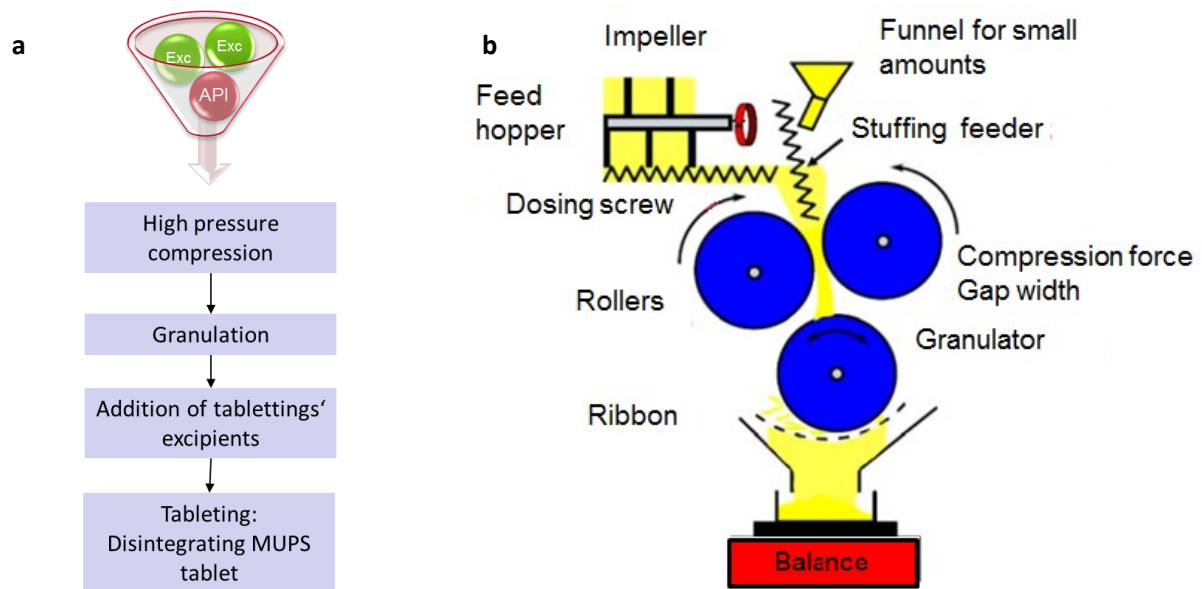 a
Exc
Exc
API
High pressure
compression
Granulation
Addition of tablettings‘
excipients
Tableting:
Disintegrating MUPS
tablet
b
Impeller
Funnel for small
amounts
Feed
hopper
Stuffing feeder
Dosing screw
Compression force
Gap width
Rollers
Granulator
Ribbon
Balance